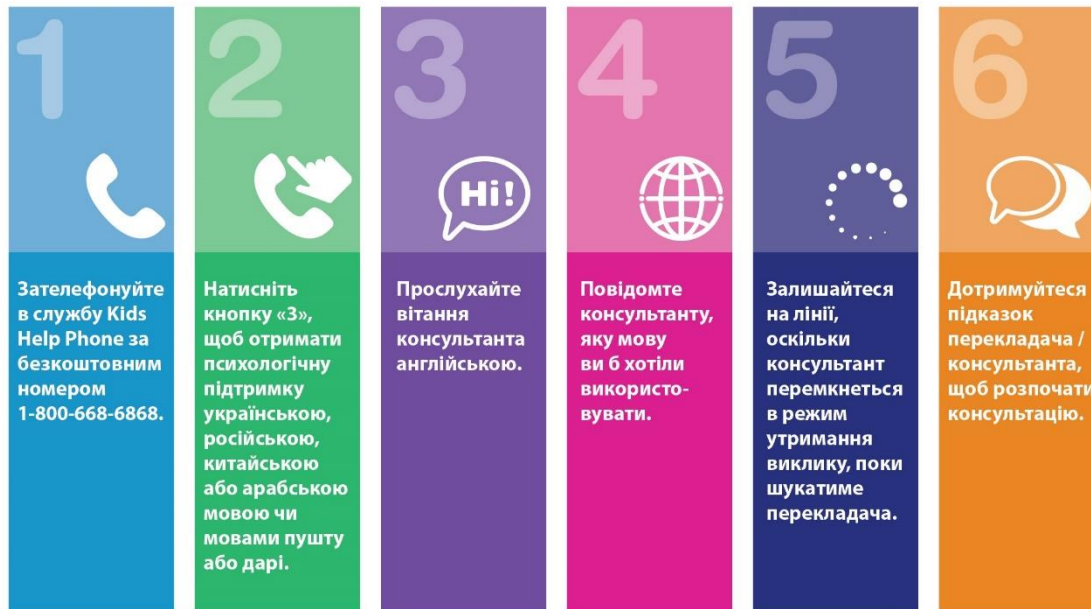 1
Зателефонуйте
в службу Kids
Help Phone за
безкоштовним
номером
1-800-668-6868.
2
Натисніть
кнопку «3»,
щоб отримати
психологічну
підтримку
українською,
російською,
китайською
або арабською
мовою чи
мовами пушту
або дарі.
3
Hi!
Прослухайте
вітання
консультанта
англійською.
4
Повідомте
консультанту,
яку мову
ви б хотіли
використо-
вувати.
5
Залишайтеся
на лінії,
оскільки
консультант
перемкнеться
в режим
утримання
виклику, поки
шукатиме
перекладача.
6
Дотримуйтеся
підказок
перекладача /
консультанта,
щоб розпочати
консультацію.